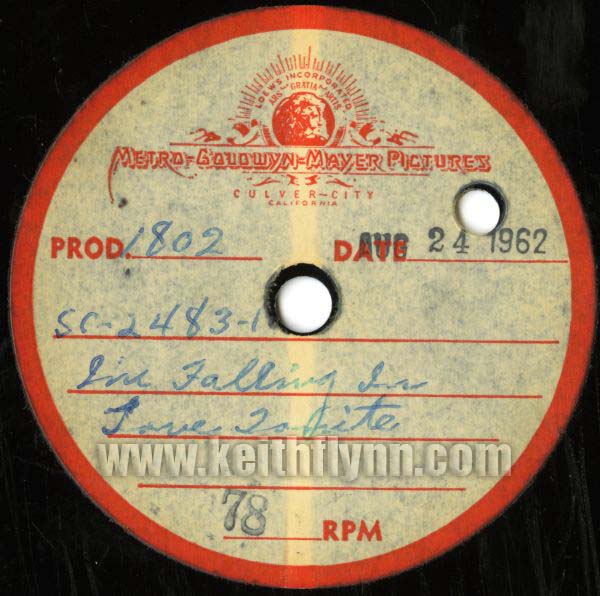 LOEW'S INCORPORATED
ARS GRATIA ARTIS
METRO-GOLDWYN-MAYER PICTURES
CULVER-CITY
CALIFORNIA
PROD. 1802 DATE AUG 24 1962
SC-2483-1
I'm Falling In
Love Tonite
www.keithflynn.com
78 RPM